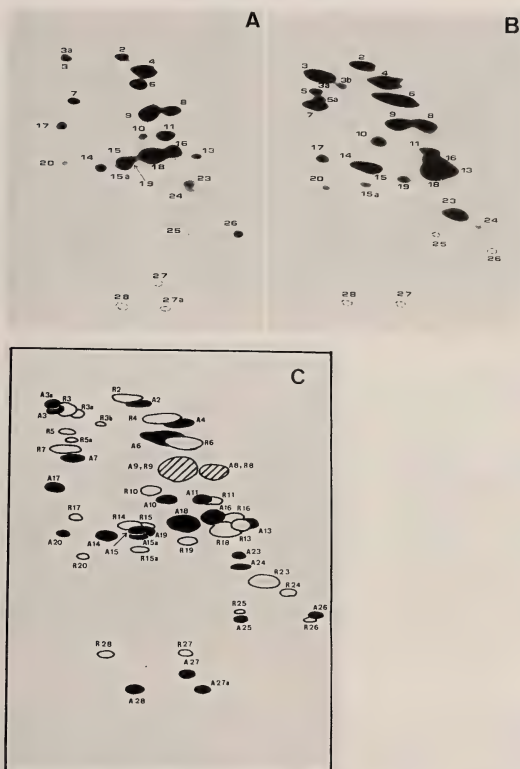 A
3a
3
2
4
6
7
9
8
17
10
11
16
15
13
20
14
18
15a
19
23
24
26
25
27
28
27a
B
2
3
3a
3b
4
5
5a
6
7
9
8
10
11
17
14
16
15
13
20
15a
19
18
23
24
25
26
28
27
C
R2
A3a
R3
A2
A3
R3a
R3b
R4
A4
R5
R5a
A6
R6
R7
A7
A9,R9
A8,R8
A17
R10
A10
A11
R11
R17
R14
R15
A18
A16
R16
A20
A14
A15
A19
R18
R13
A13
A15a
R20
R15a
R19
A23
A24
R23
R24
R25
A25
A26
R26
R28
R27
A27
A28
A27a